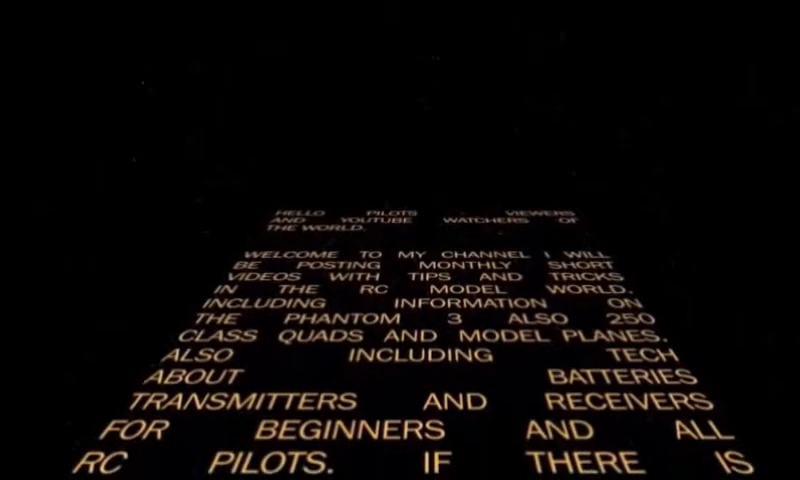 HELLO PILOTS VIEWERS
AND YOUTUBE WATCHERS OF
THE WORLD.
WELCOME TO MY CHANNEL I WILL
BE POSTING MONTHLY SHORT
VIDEOS WITH TIPS AND TRICKS
IN THE RC MODEL WORLD.
INCLUDING INFORMATION ON
THE PHANTOM 3 ALSO 250
CLASS QUADS AND MODEL PLANES.
ALSO INCLUDING TECH
ABOUT BATTERIES
TRANSMITTERS AND RECEIVERS
FOR BEGINNERS AND ALL
RC PILOTS. IF THERE IS